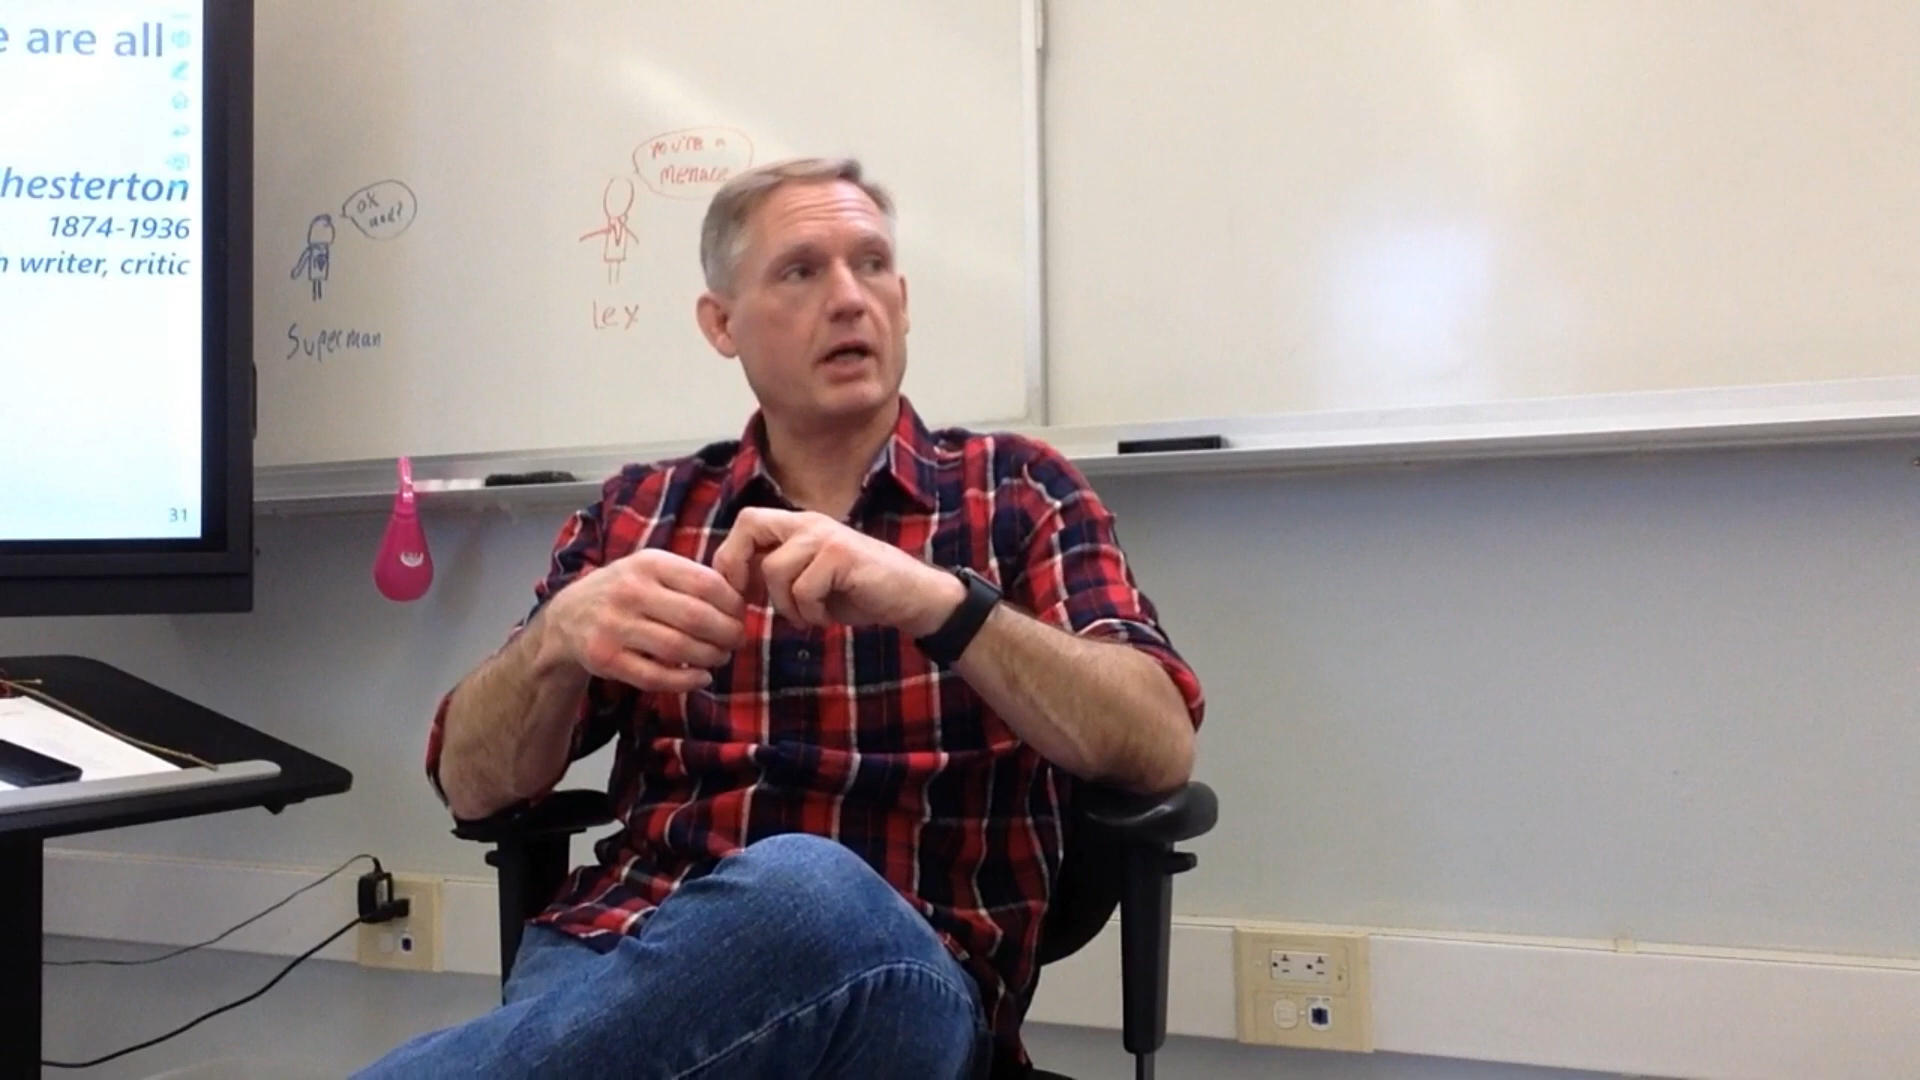 e are all
hesterton
1874-1936
h writer, critic
31
OK
and?
Superman
you're a
menace
Lex